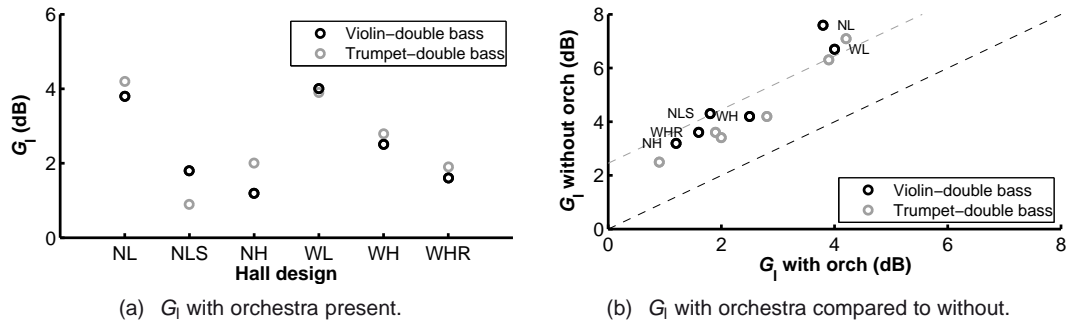 6
4
2
0
G_l (dB)
Violin−double bass
Trumpet−double bass
NL NLS NH WL WH WHR
Hall design
(a) G_l with orchestra present.
8
6
4
2
0
G_l without orch (dB)
NL
WL
NLS
WH
WHR
NH
Violin−double bass
Trumpet−double bass
0 2 4 6 8
G_l with orch (dB)
(b) G_l with orchestra compared to without.